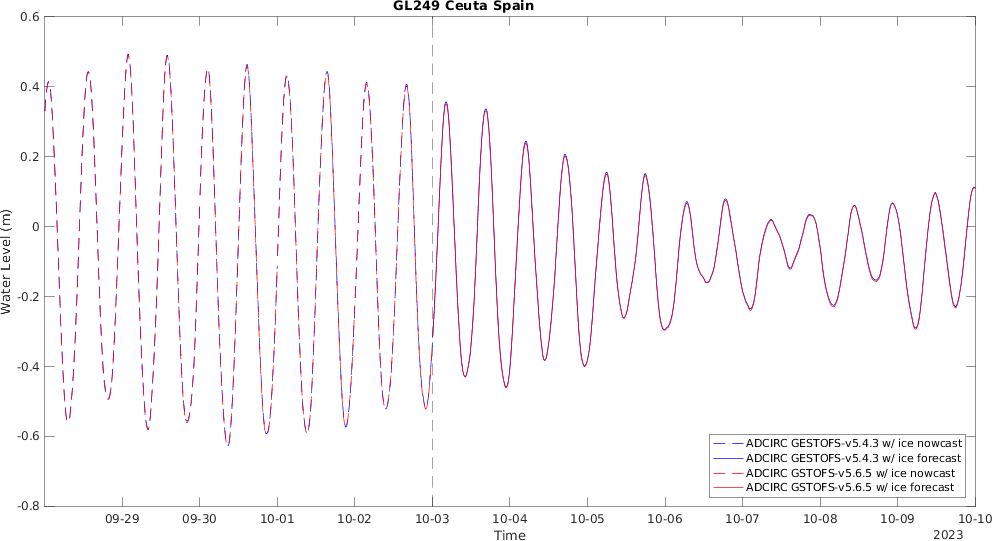 GL249 Ceuta Spain
0.6
0.4
0.2
0
-0.2
-0.4
-0.6
-0.8
Water Level (m)
ADCIRC GESTOFS-v5.4.3 w/ ice nowcast
ADCIRC GESTOFS-v5.4.3 w/ ice forecast
ADCIRC GSTOFS-v5.6.5 w/ ice nowcast
ADCIRC GSTOFS-v5.6.5 w/ ice forecast
09-29 09-30 10-01 10-02 10-03 10-04 10-05 10-06 10-07 10-08 10-09 10-10
Time
2023